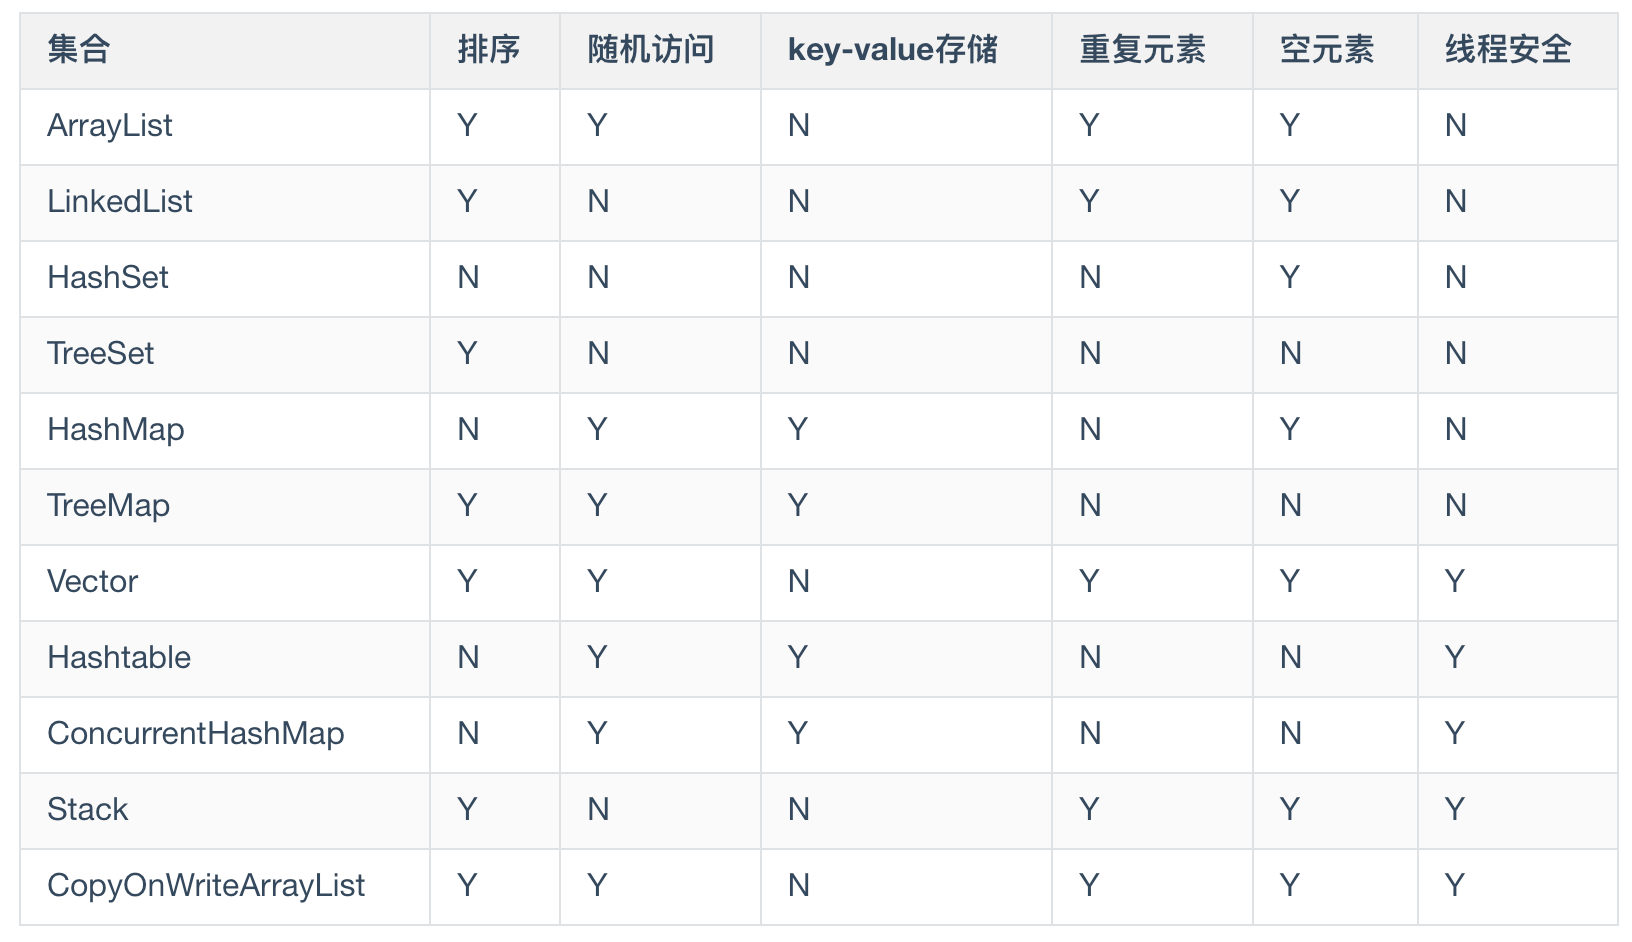 集合 排序 随机访问 key-value存储 重复元素 空元素 线程安全
ArrayList Y Y N Y Y N
LinkedList Y N N Y Y N
HashSet N N N N Y N
TreeSet Y N N N N N
HashMap N Y Y N Y N
TreeMap Y Y Y N N N
Vector Y Y N Y Y Y
Hashtable N Y Y N N Y
ConcurrentHashMap N Y Y N N Y
Stack Y N N Y Y Y
CopyOnWriteArrayList Y Y N Y Y Y